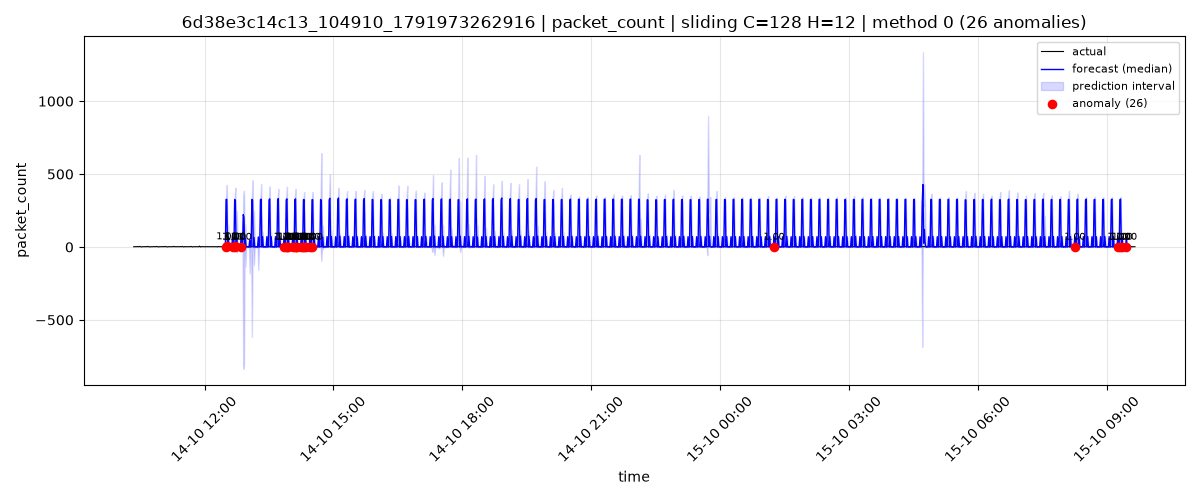 6d38e3c14c13_104910_1791973262916 | packet_count | sliding C=128 H=12 | method 0 (26 anomalies)
actual
forecast (median)
prediction interval
anomaly (26)
packet_count
1000
500
0
−500
1.00
1.00
14-10 12:00
14-10 15:00
14-10 18:00
14-10 21:00
15-10 00:00
15-10 03:00
15-10 06:00
15-10 09:00
time